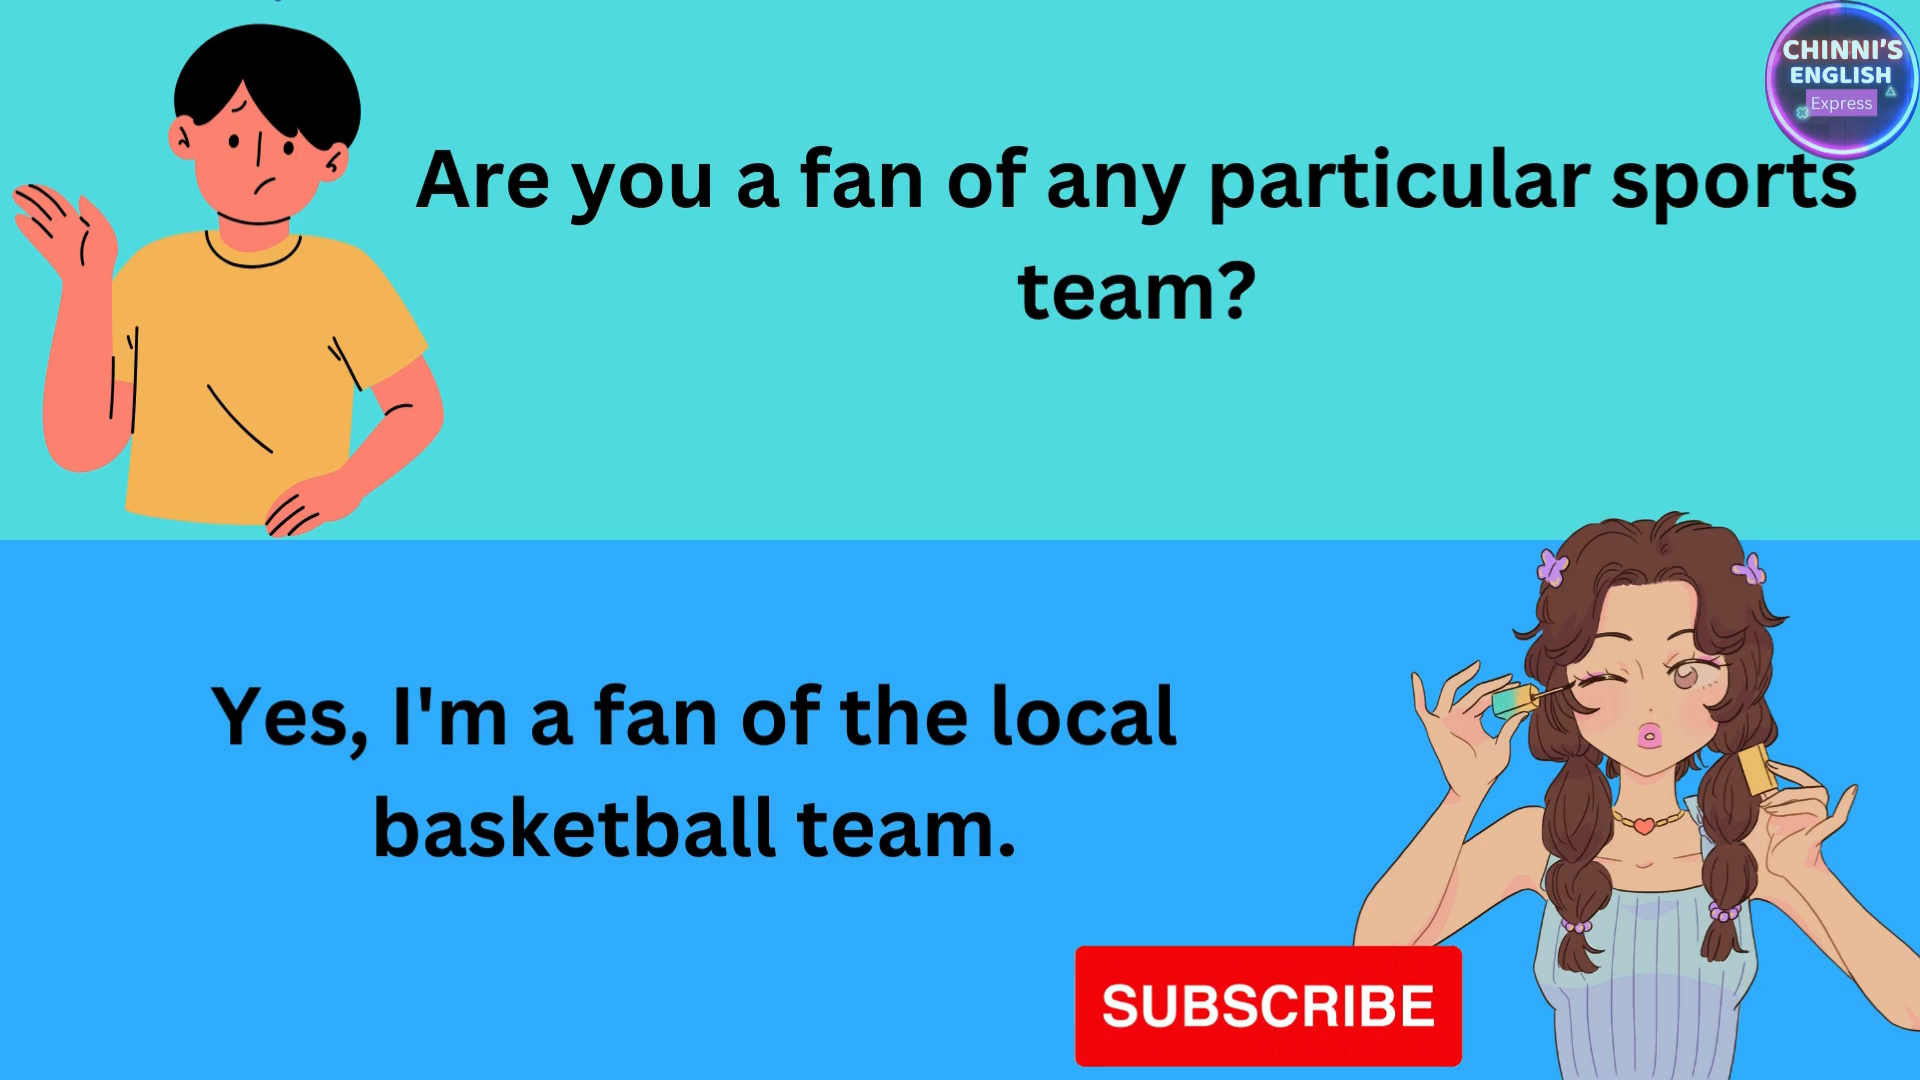 CHINNI'S
ENGLISH
Express
Are you a fan of any particular sports
team?
Yes, I'm a fan of the local
basketball team.
SUBSCRIBE